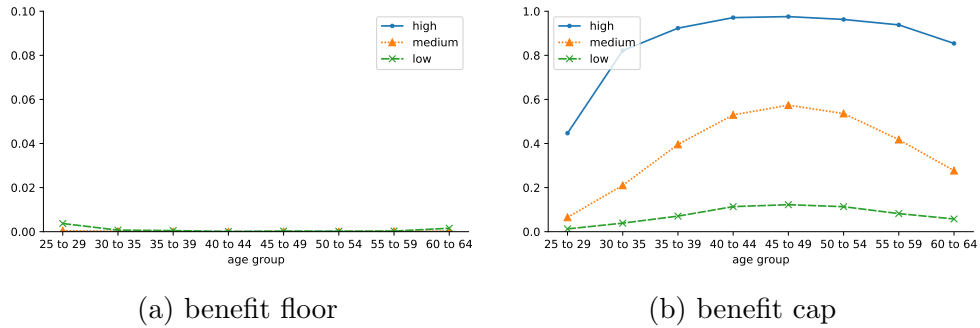 0.10
0.08
0.06
0.04
0.02
0.00
high
medium
low
25 to 29 30 to 35 35 to 39 40 to 44 45 to 49 50 to 54 55 to 59 60 to 64
age group
(a) benefit floor
1.0
0.8
0.6
0.4
0.2
0.0
high
medium
low
25 to 29 30 to 35 35 to 39 40 to 44 45 to 49 50 to 54 55 to 59 60 to 64
age group
(b) benefit cap